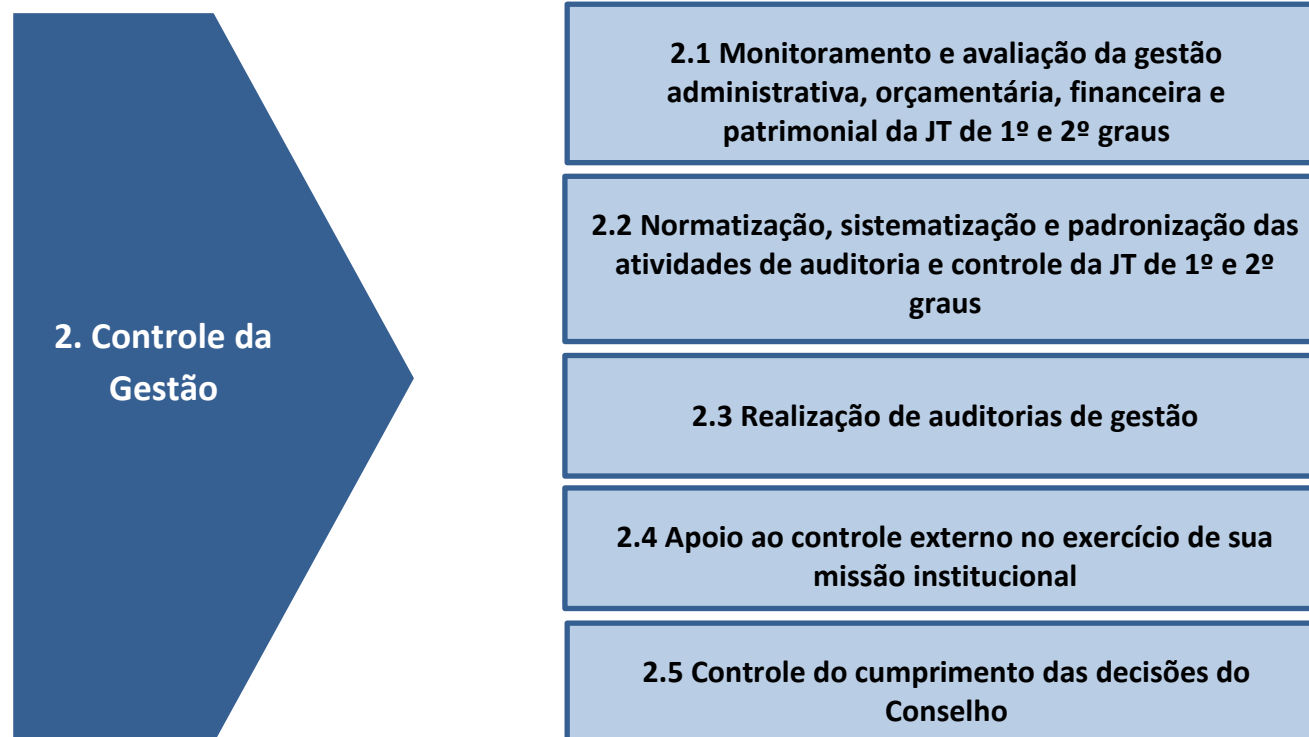 2. Controle da
Gestão
2.1 Monitoramento e avaliação da gestão
administrativa, orçamentária, financeira e
patrimonial da JT de 1º e 2º graus
2.2 Normatização, sistematização e padronização das
atividades de auditoria e controle da JT de 1º e 2º
graus
2.3 Realização de auditorias de gestão
2.4 Apoio ao controle externo no exercício de sua
missão institucional
2.5 Controle do cumprimento das decisões do
Conselho